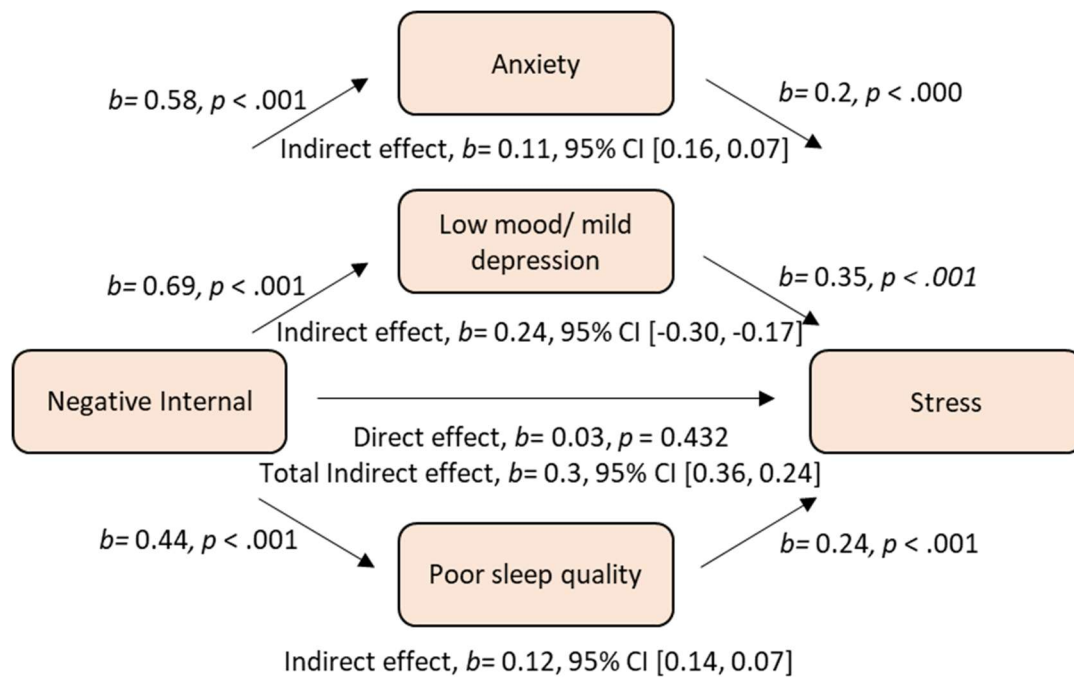 Anxiety
b= 0.58, p < .001
b= 0.2, p < .000
Indirect effect, b= 0.11, 95% CI [0.16, 0.07]
Low mood/ mild
depression
b= 0.69, p < .001
b= 0.35, p < .001
Indirect effect, b= 0.24, 95% CI [-0.30, -0.17]
Negative Internal
Stress
Direct effect, b= 0.03, p = 0.432
Total Indirect effect, b= 0.3, 95% CI [0.36, 0.24]
b= 0.44, p < .001
b= 0.24, p < .001
Poor sleep quality
Indirect effect, b= 0.12, 95% CI [0.14, 0.07]